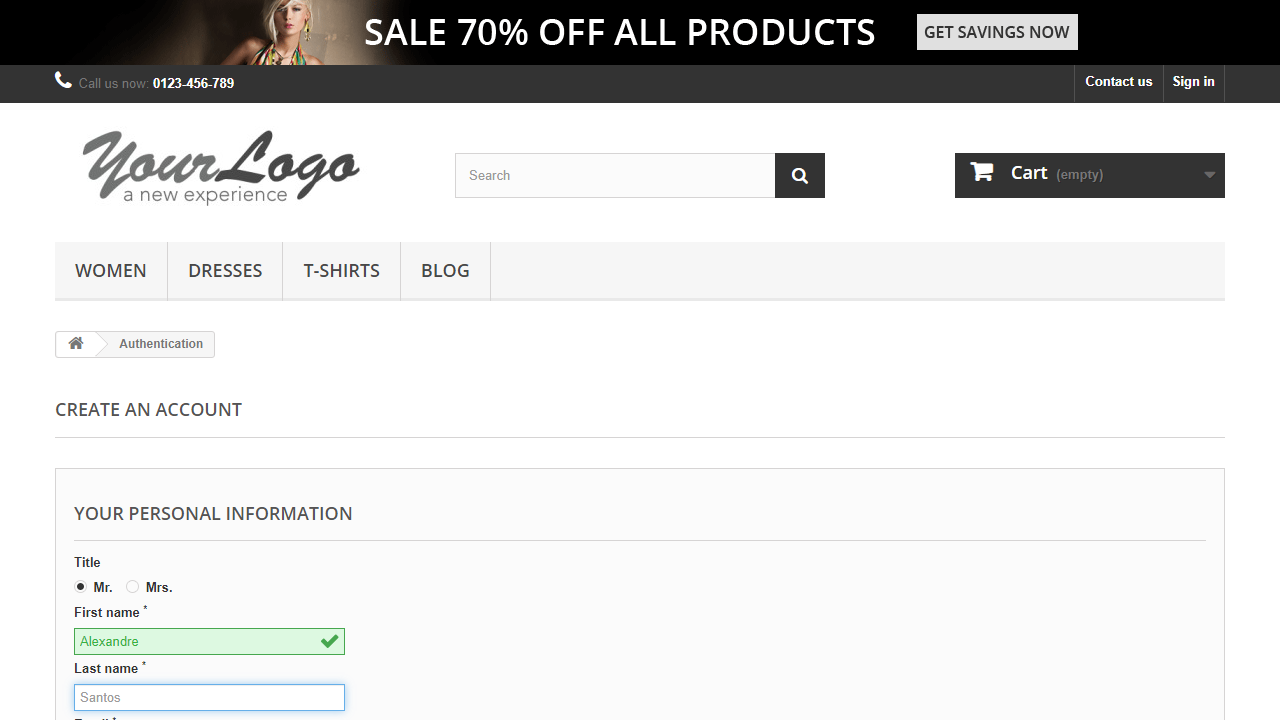 SALE 70% OFF ALL PRODUCTS GET SAVINGS NOW
Call us now: 0123-456-789 Contact us Sign in
YourLogo
a new experience
Search
Cart (empty)
WOMEN DRESSES T-SHIRTS BLOG
Authentication
CREATE AN ACCOUNT
YOUR PERSONAL INFORMATION
Title
Mr. Mrs.
First name *
Alexandre
Last name *
Santos